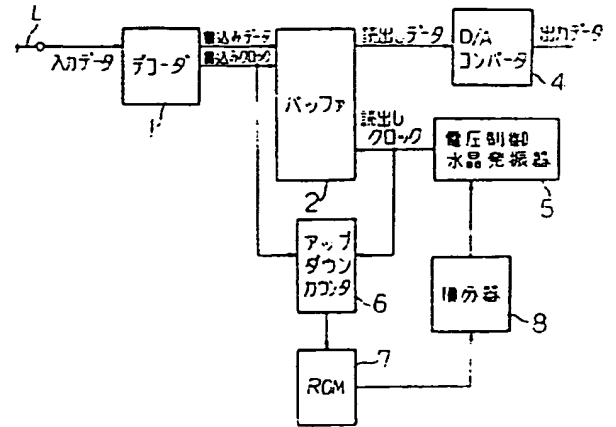 L
入力データ
デコーダ
1
書込みデータ
書込みクロック
バッファ
2
読出しデータ
読出し
クロック
D/A
コンバータ
4
出力データ
電圧制御
水晶発振器
5
アップ
ダウン
カウンタ
6
ROM
7
積分器
8